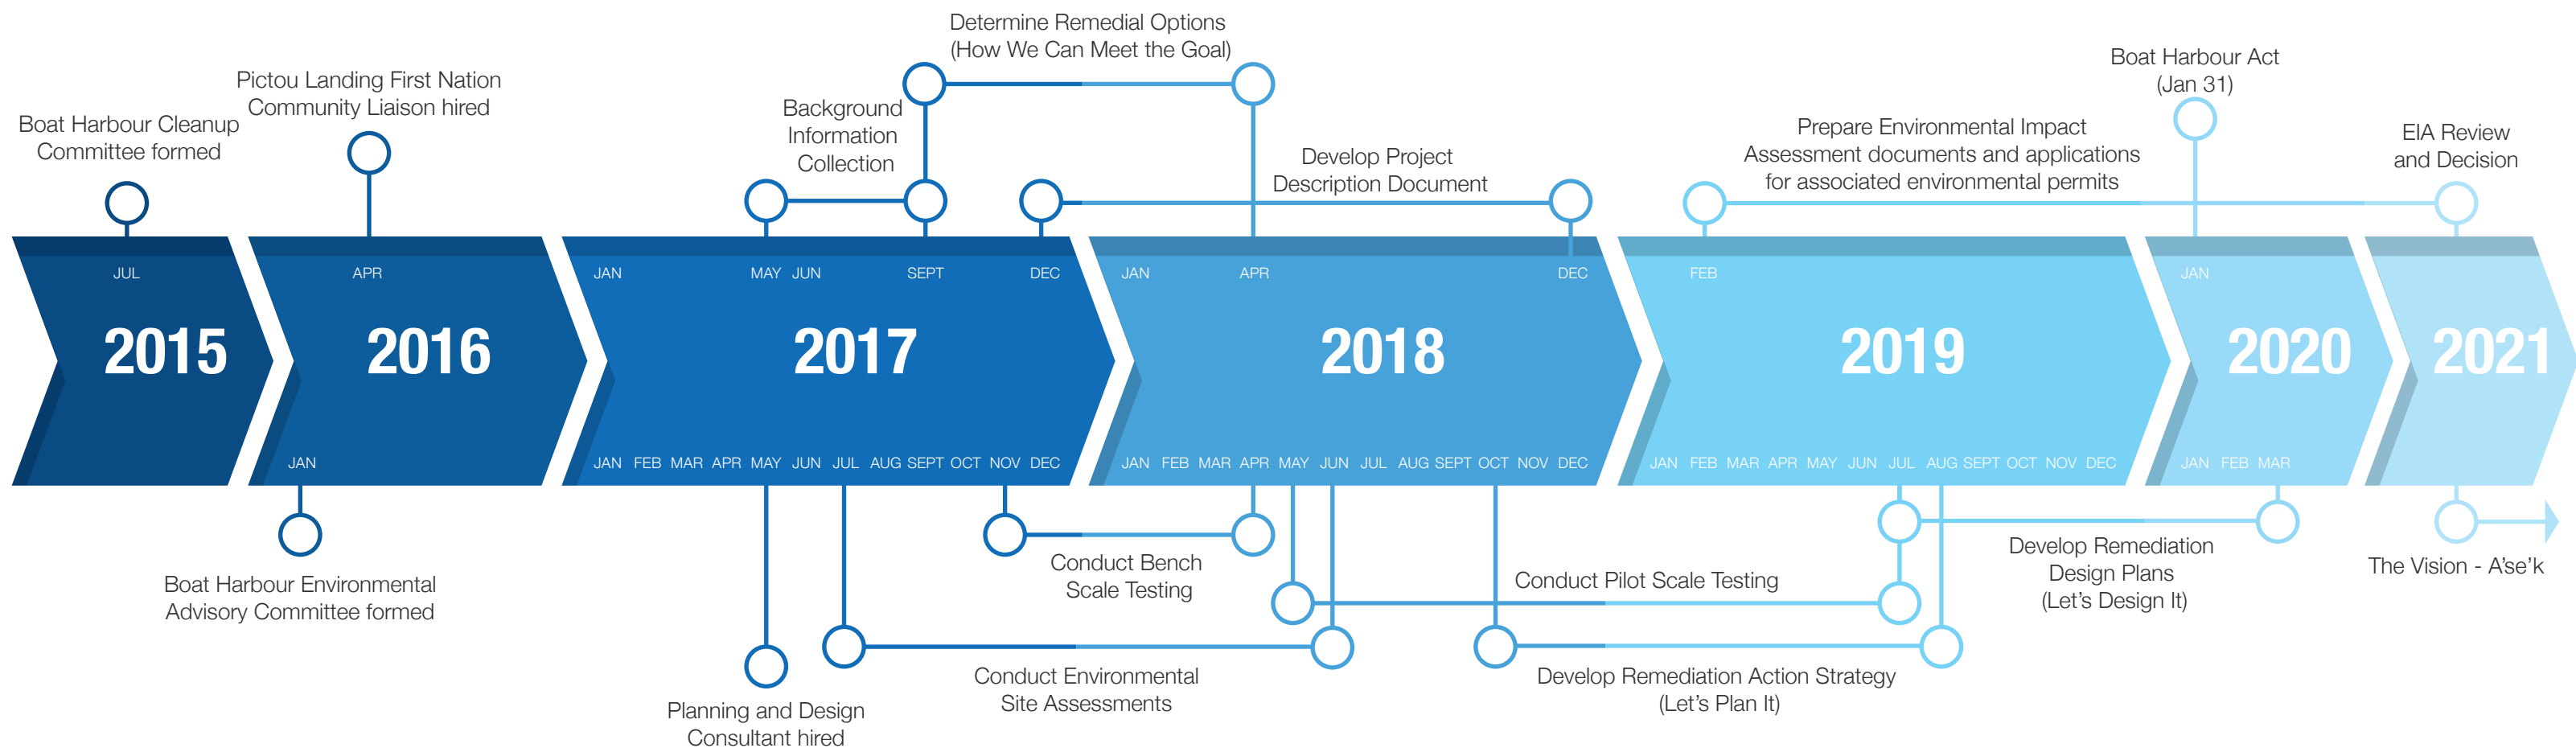 Determine Remedial Options
(How We Can Meet the Goal)
Boat Harbour Act
(Jan 31)
Pictou Landing First Nation
Community Liaison hired
Background
Information
Collection
Boat Harbour Cleanup
Committee formed
Prepare Environmental Impact
Assessment documents and applications
for associated environmental permits
EIA Review
and Decision
Develop Project
Description Document
JUL
APR
JAN MAY JUN SEPT DEC
JAN APR DEC
FEB
JAN
2015
2016
2017
2018
2019
2020
2021
JAN
JAN FEB MAR APR MAY JUN JUL AUG SEPT OCT NOV DEC
JAN FEB MAR APR MAY JUN JUL AUG SEPT OCT NOV DEC
JAN FEB MAR APR MAY JUN JUL AUG SEPT OCT NOV DEC
JAN FEB MAR
Boat Harbour Environmental
Advisory Committee formed
Conduct Bench
Scale Testing
Conduct Pilot Scale Testing
Develop Remediation
Design Plans
(Let’s Design It)
The Vision - A’se’k
Planning and Design
Consultant hired
Conduct Environmental
Site Assessments
Develop Remediation Action Strategy
(Let’s Plan It)